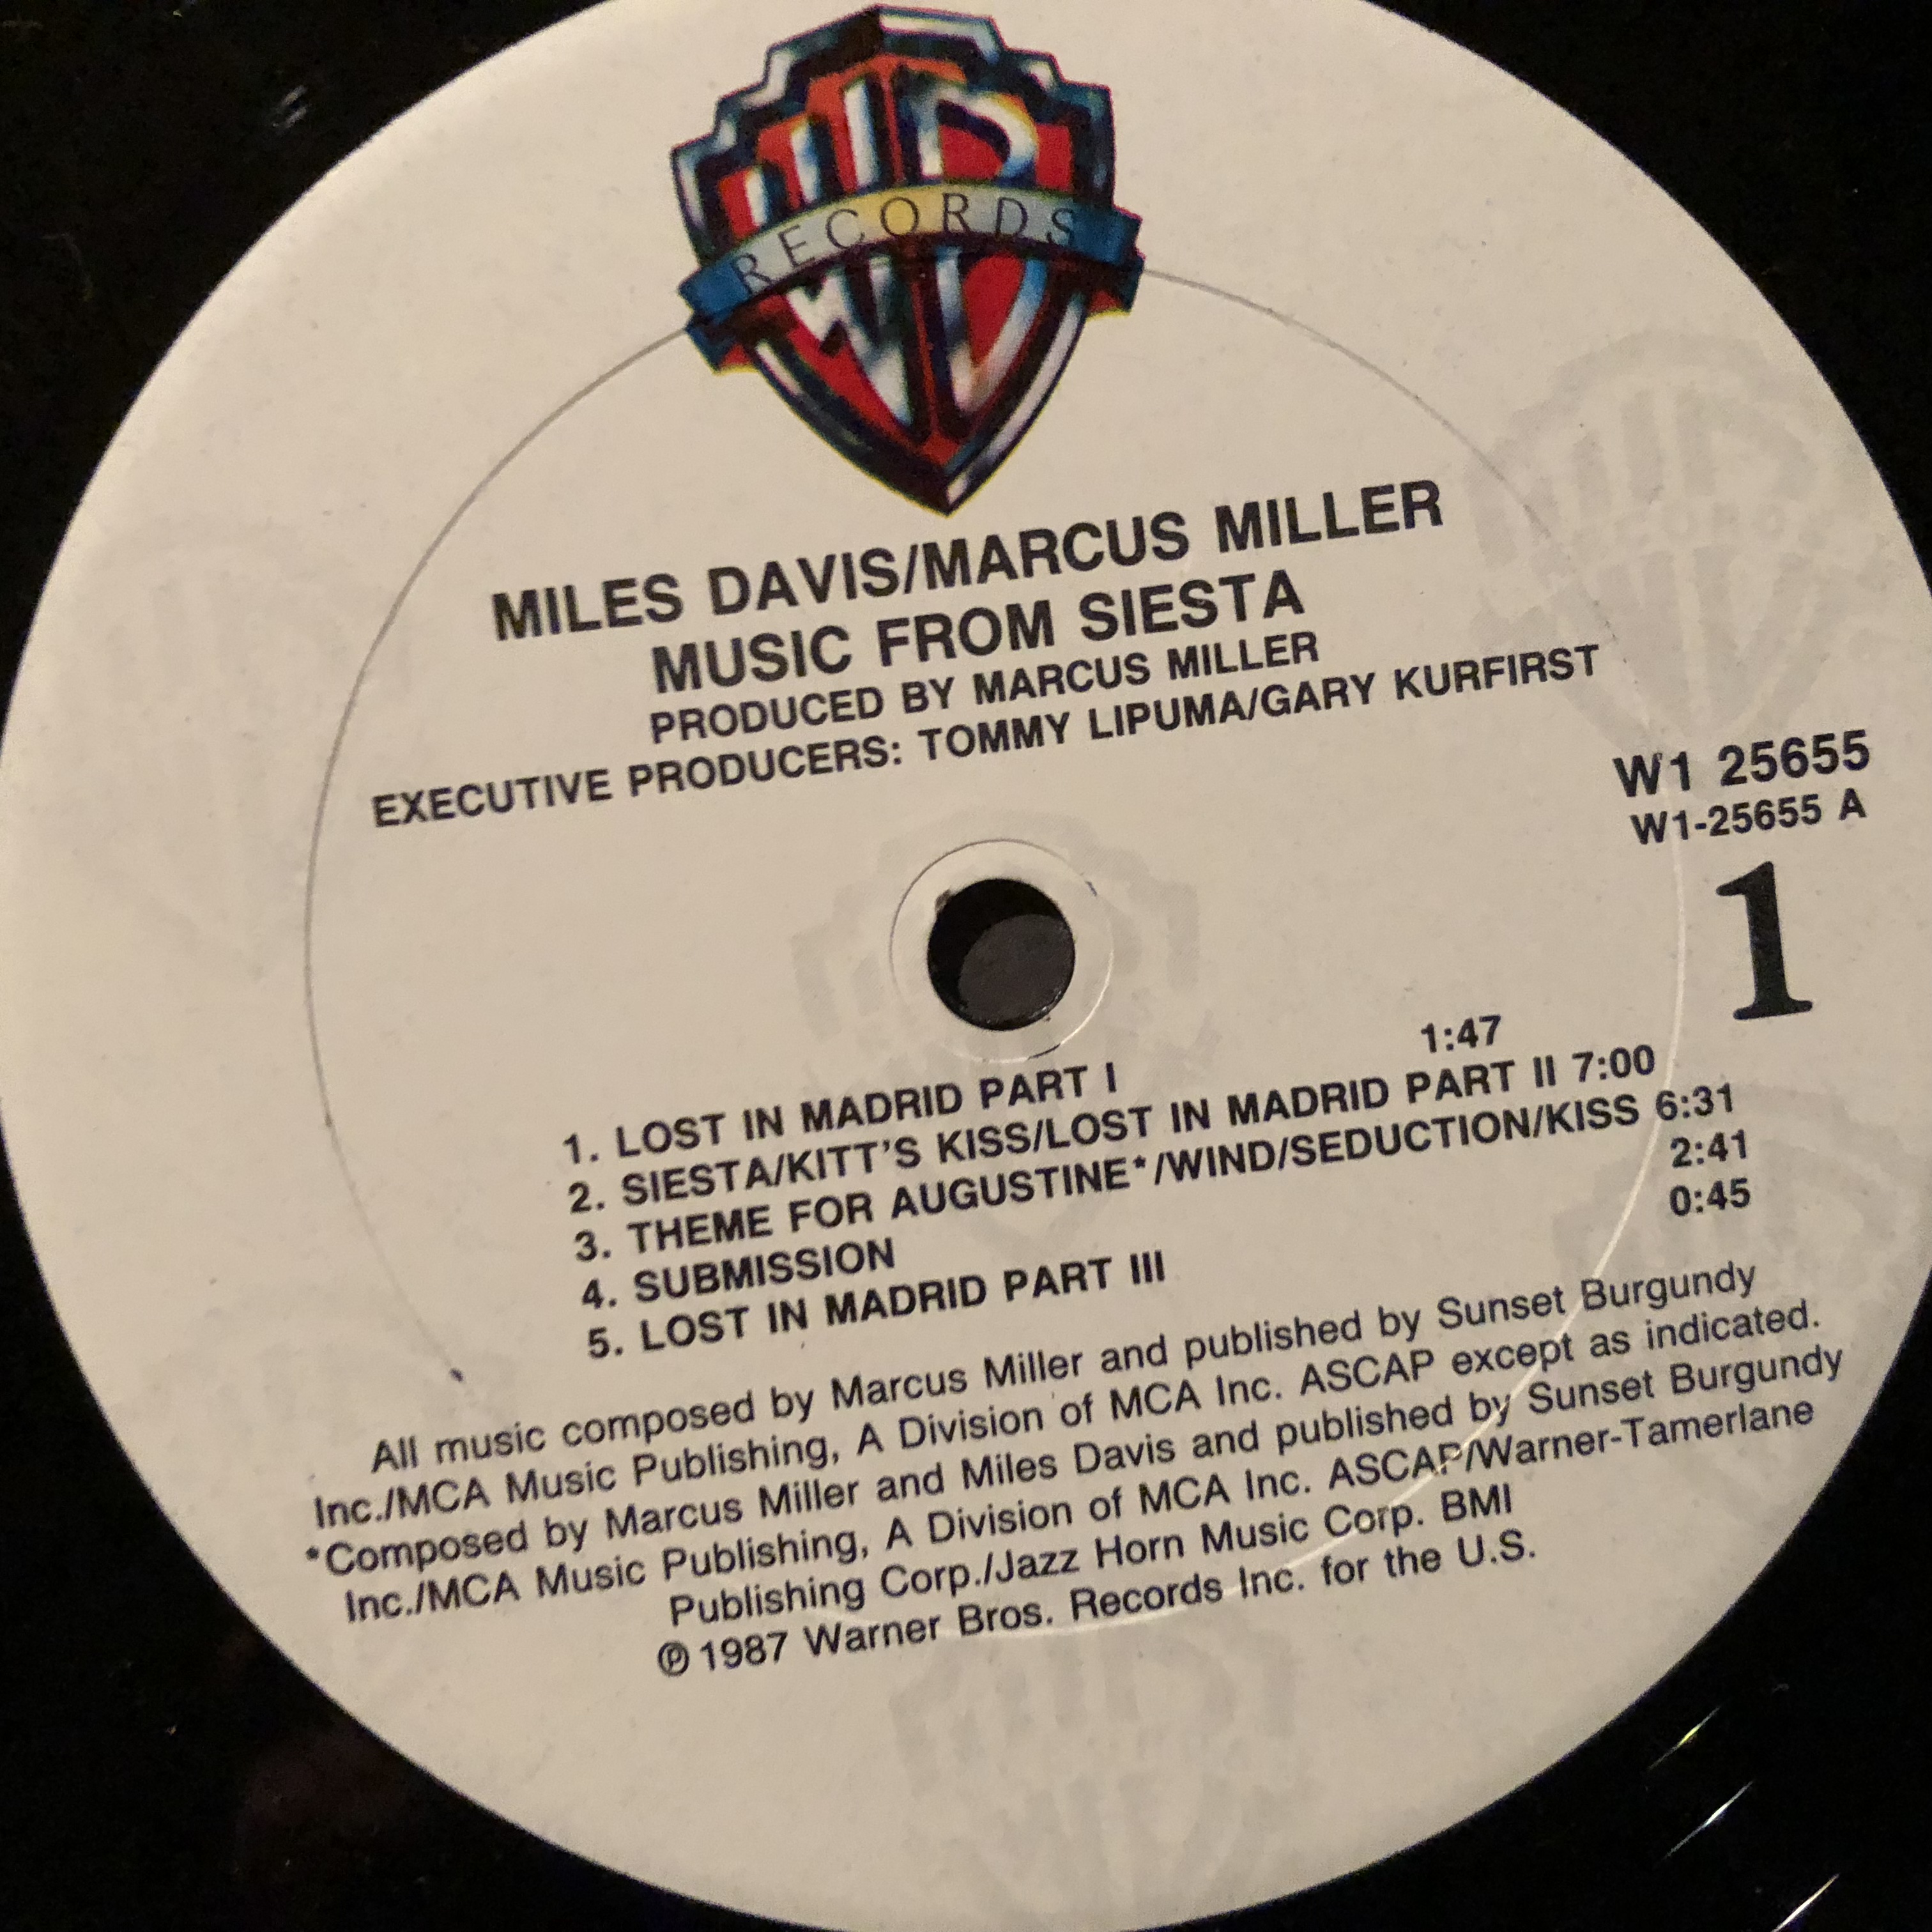 RECORDS
MILES DAVIS/MARCUS MILLER
MUSIC FROM SIESTA
PRODUCED BY MARCUS MILLER
EXECUTIVE PRODUCERS: TOMMY LIPUMA/GARY KURFIRST
W1 25655
W1-25655 A
1
1. LOST IN MADRID PART I 1:47
2. SIESTA/KITT'S KISS/LOST IN MADRID PART II 7:00
3. THEME FOR AUGUSTINE*/WIND/SEDUCTION/KISS 6:31
4. SUBMISSION 2:41
5. LOST IN MADRID PART III 0:45
All music composed by Marcus Miller and published by Sunset Burgundy
Inc./MCA Music Publishing, A Division of MCA Inc. ASCAP except as indicated.
*Composed by Marcus Miller and Miles Davis and published by Sunset Burgundy
Inc./MCA Music Publishing, A Division of MCA Inc. ASCAP/Warner-Tamerlane
Publishing Corp./Jazz Horn Music Corp. BMI
℗ 1987 Warner Bros. Records Inc. for the U.S.